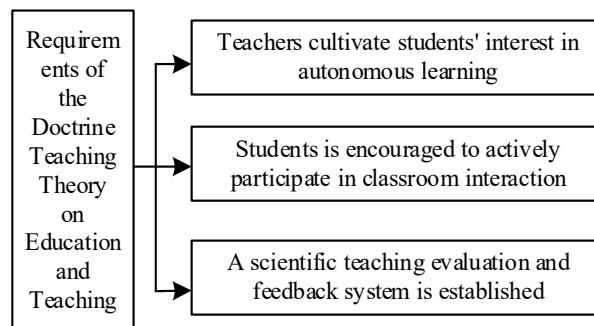 Requirem
ents of
the
Doctrine
Teaching
Theory
on
Education
and
Teaching
Teachers cultivate students' interest in
autonomous learning
Students is encouraged to actively
participate in classroom interaction
A scientific teaching evaluation and
feedback system is established